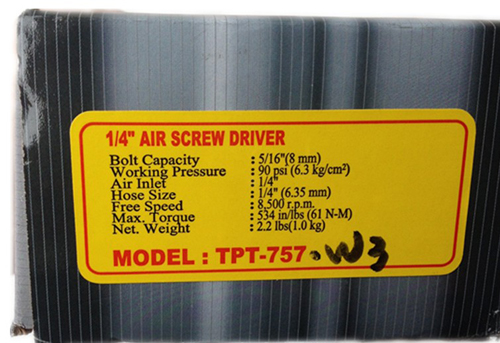 1/4" AIR SCREW DRIVER
Bolt Capacity : 5/16"(8 mm)
Working Pressure : 90 psi (6.3 kg/cm²)
Air Inlet : 1/4"
Hose Size : 1/4" (6.35 mm)
Free Speed : 8,500 r.p.m.
Max. Torque : 534 in/lbs (61 N-M)
Net. Weight : 2.2 lbs(1.0 kg)
MODEL : TPT-757.W3